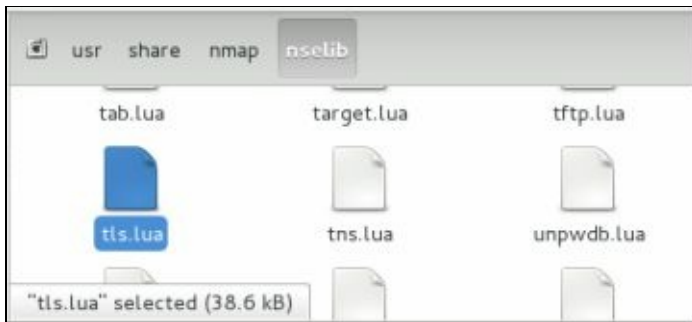 usr share nmap nselib
tab.lua target.lua tftp.lua
tls.lua tns.lua unpwdb.lua
"tls.lua" selected (38.6 kB)